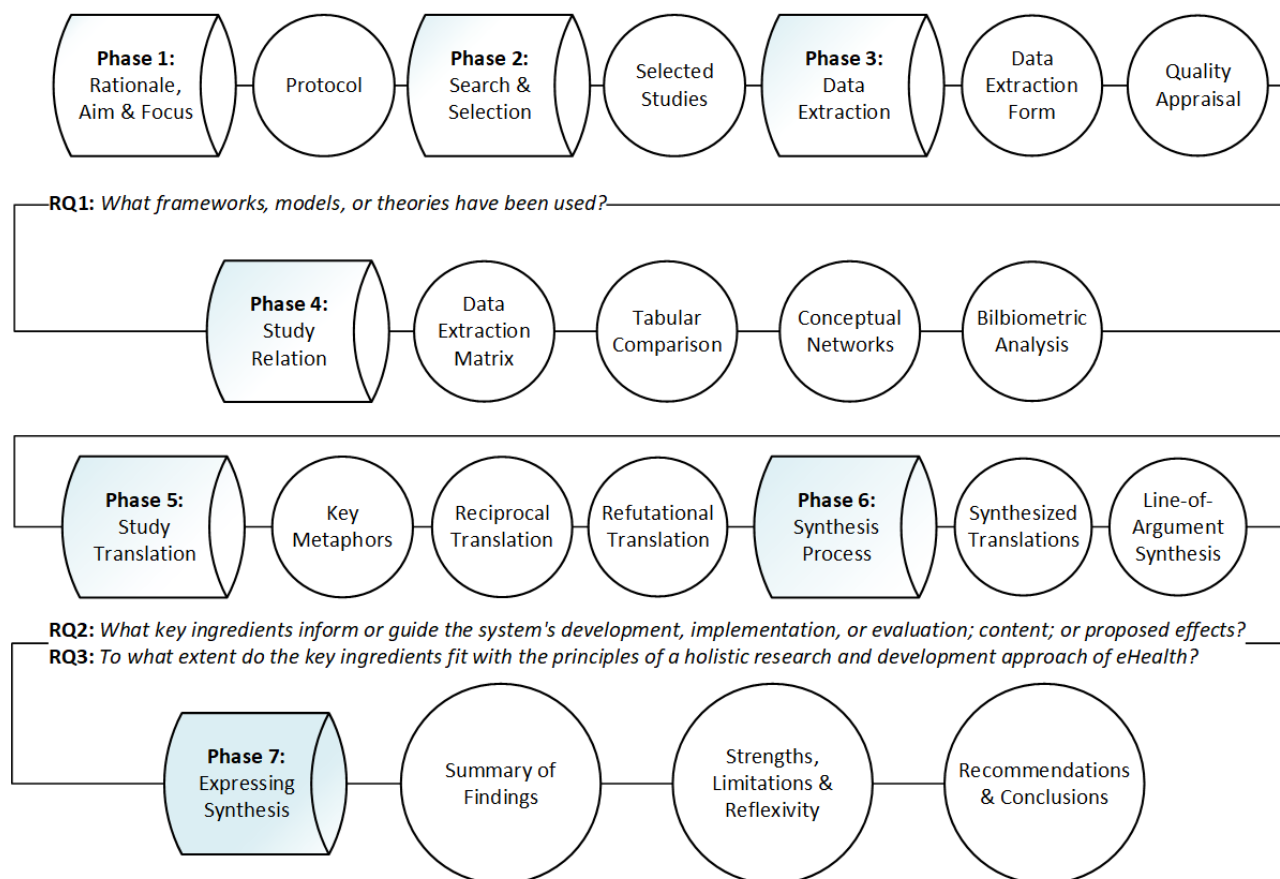 Phase 1:
Rationale,
Aim & Focus
Protocol
Phase 2:
Search &
Selection
Selected
Studies
Phase 3:
Data
Extraction
Data
Extraction
Form
Quality
Appraisal
RQ1: What frameworks, models, or theories have been used?
Phase 4:
Study
Relation
Data
Extraction
Matrix
Tabular
Comparison
Conceptual
Networks
Bilbiometric
Analysis
Phase 5:
Study
Translation
Key
Metaphors
Reciprocal
Translation
Refutational
Translation
Phase 6:
Synthesis
Process
Synthesized
Translations
Line-of-
Argument
Synthesis
RQ2: What key ingredients inform or guide the system's development, implementation, or evaluation; content; or proposed effects?
RQ3: To what extent do the key ingredients fit with the principles of a holistic research and development approach of eHealth?
Phase 7:
Expressing
Synthesis
Summary of
Findings
Strengths,
Limitations &
Reflexivity
Recommendations
& Conclusions